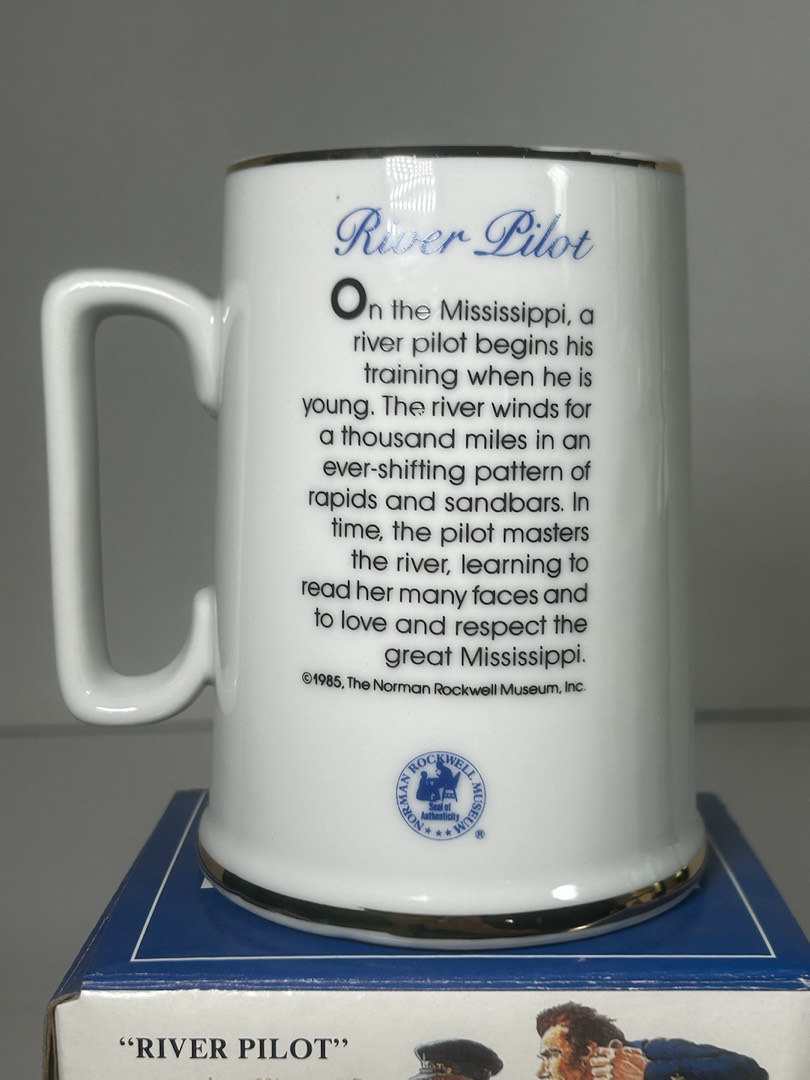 River Pilot
On the Mississippi, a
river pilot begins his
training when he is
young. The river winds for
a thousand miles in an
ever-shifting pattern of
rapids and sandbars. In
time, the pilot masters
the river, learning to
read her many faces and
to love and respect the
great Mississippi.
©1985, The Norman Rockwell Museum, Inc.
NORMAN ROCKWELL MUSEUM
Seal of
Authenticity
®
"RIVER PILOT"